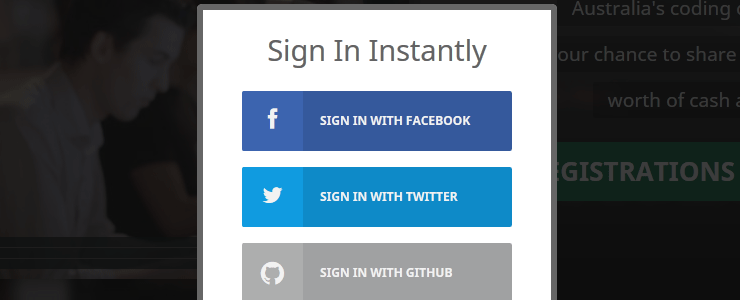 Sign In Instantly
SIGN IN WITH FACEBOOK
SIGN IN WITH TWITTER
SIGN IN WITH GITHUB
Australia's coding
our chance to share
worth of cash
EGISTRATIONS